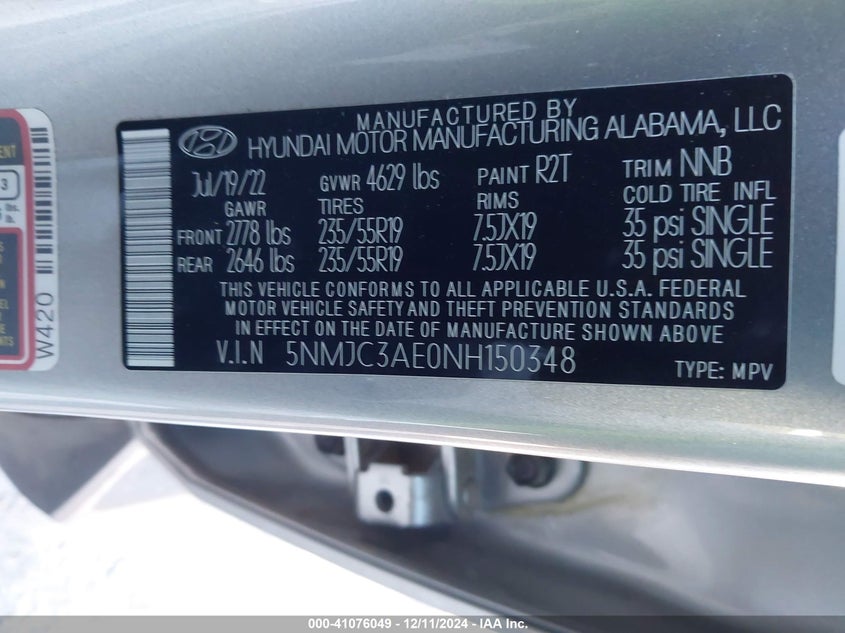 MANUFACTURED BY
HYUNDAI MOTOR MANUFACTURING ALABAMA, LLC
Jul/19/22 GVWR 4629 lbs PAINT R2T TRIM NNB
GAWR TIRES RIMS COLD TIRE INFL
FRONT 2778 lbs 235/55R19 7.5JX19 35 psi SINGLE
REAR 2646 lbs 235/55R19 7.5JX19 35 psi SINGLE
THIS VEHICLE CONFORMS TO ALL APPLICABLE U.S.A. FEDERAL
MOTOR VEHICLE SAFETY AND THEFT PREVENTION STANDARDS
IN EFFECT ON THE DATE OF MANUFACTURE SHOWN ABOVE
V.I.N 5NMJC3AE0NH150348 TYPE: MPV
W420
000-41076049 - 12/11/2024 - IAA Inc.